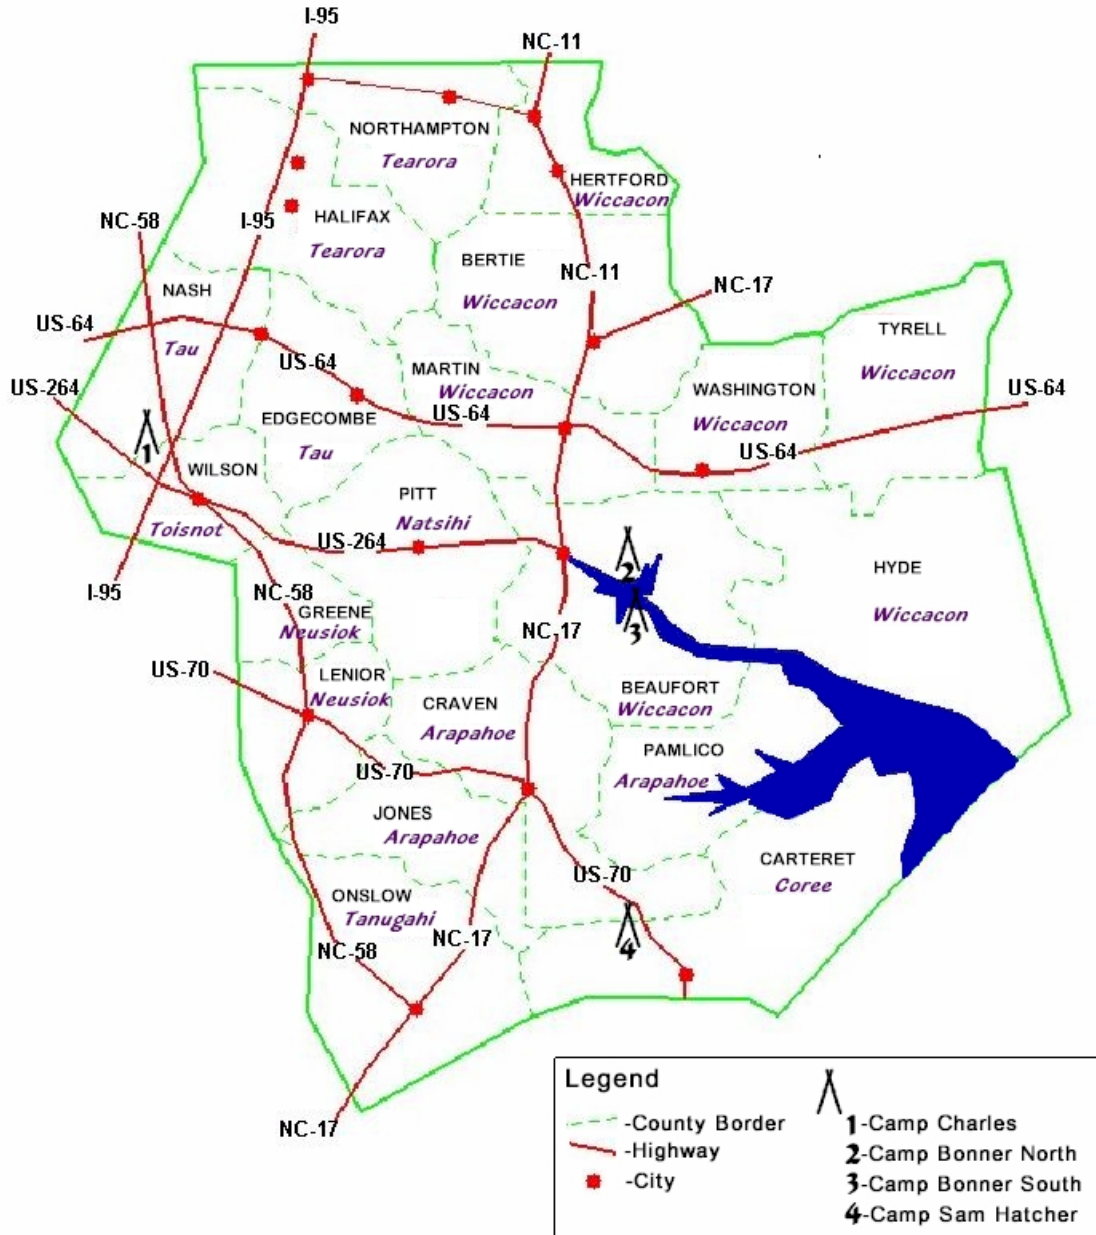 I-95
NC-11
NORTHAMPTON
Tearora
HERTFORD
Wiccacon
NC-58
I-95
HALIFAX
Tearora
BERTIE
Wiccacon
NC-11
NC-17
NASH
Tau
US-64
US-64
TYRELL
Wiccacon
US-264
MARTIN
Wiccacon
US-64
WASHINGTON
Wiccacon
US-64
US-64
EDGECOMBE
Tau
1
WILSON
Toisnot
PITT
Natsihi
US-264
2
3
HYDE
Wiccacon
I-95
NC-58
GREENE
Neusiok
NC-17
US-70
LENIOR
Neusiok
CRAVEN
Arapahoe
BEAUFORT
Wiccacon
PAMLICO
Arapahoe
US-70
JONES
Arapahoe
US-70
CARTERET
Coree
ONSLOW
Tanugahi
NC-58
NC-17
4
NC-17
Legend
-County Border
-Highway
-City
1-Camp Charles
2-Camp Bonner North
3-Camp Bonner South
4-Camp Sam Hatcher